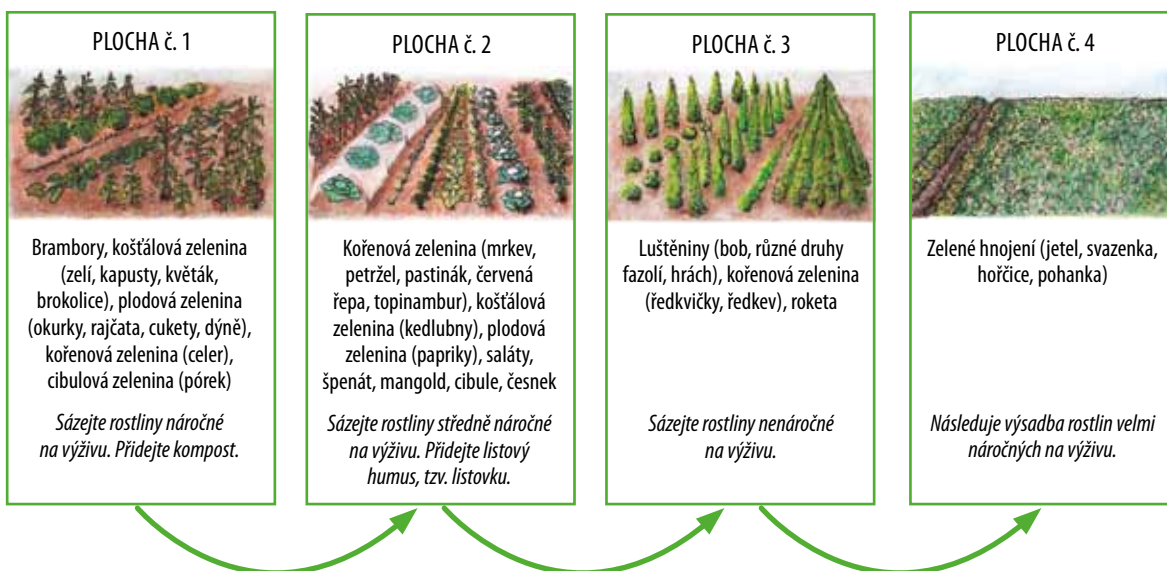 PLOCHA č. 1
Brambory, košťálová zelenina
(zelí, kapusty, květák,
brokolice), plodová zelenina
(okurky, rajčata, cukety, dýně),
kořenová zelenina (celer),
cibulová zelenina (pórek)
Sázejte rostliny náročné
na výživu. Přidejte kompost.
PLOCHA č. 2
Kořenová zelenina (mrkev,
petržel, pastinák, červená
řepa, topinambur), košťálová
zelenina (kedlubny), plodová
zelenina (papriky), saláty,
špenát, mangold, cibule, česnek
Sázejte rostliny středně náročné
na výživu. Přidejte listový
humus, tzv. listovku.
PLOCHA č. 3
Luštěniny (bob, různé druhy
fazolí, hrách), kořenová zelenina
(ředkvičky, ředkev), roketa
Sázejte rostliny nenáročné
na výživu.
PLOCHA č. 4
Zelené hnojení (jetel, svazenka,
hořčice, pohanka)
Následuje výsadba rostlin velmi
náročných na výživu.